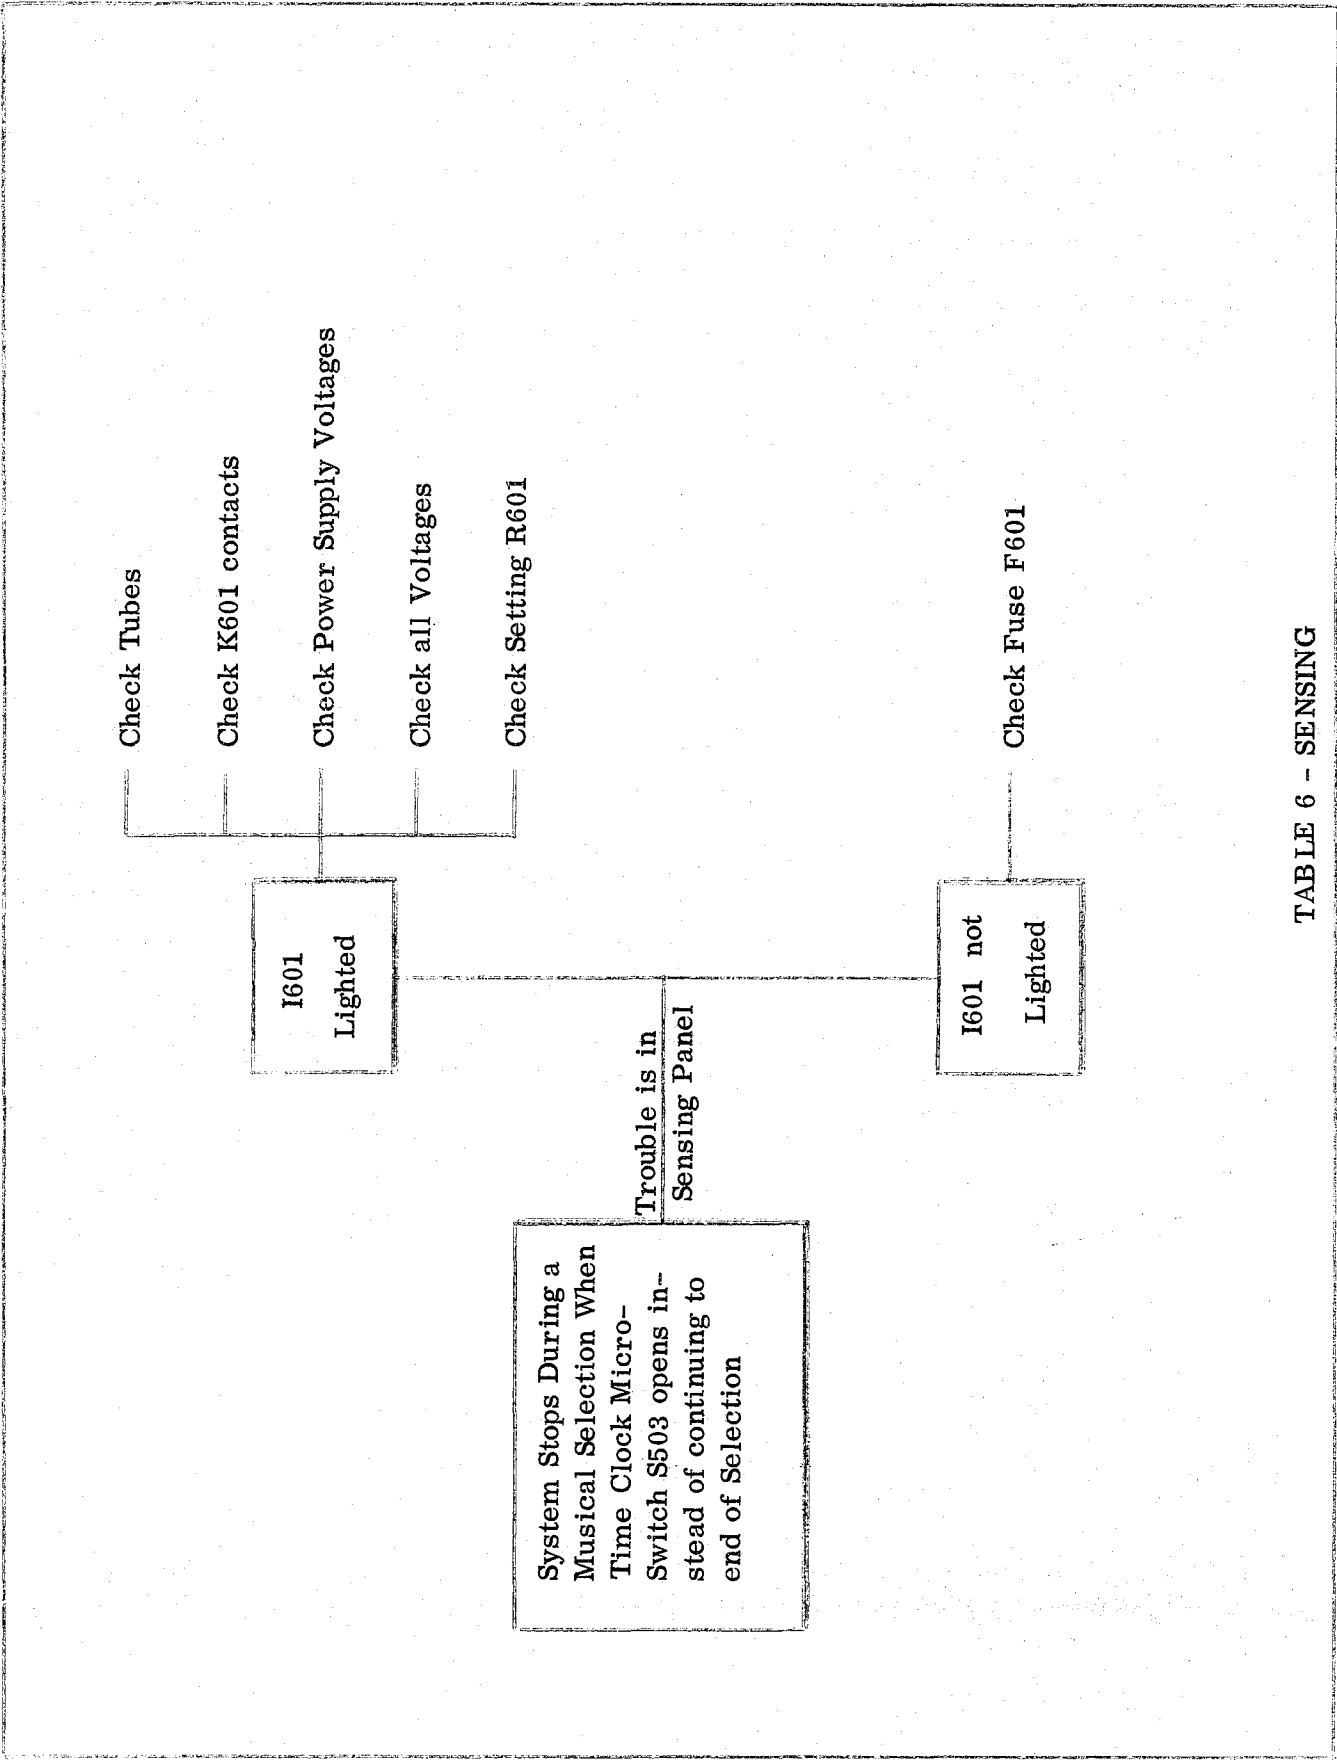 System Stops During a
Musical Selection When
Time Clock Micro-
Switch S503 opens in-
stead of continuing to
end of Selection
Trouble is in
Sensing Panel
I601
Lighted
Check Tubes
Check K601 contacts
Check Power Supply Voltages
Check all Voltages
Check Setting R601
I601 not
Lighted
Check Fuse F601
TABLE 6 - SENSING